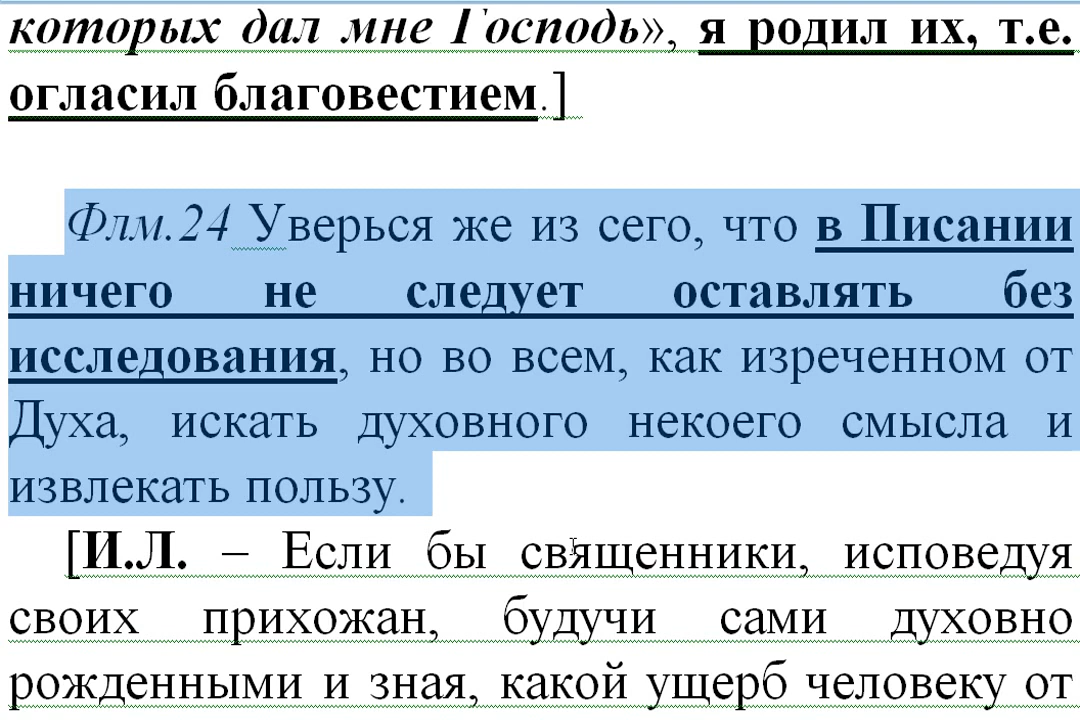 которых дал мне Господь», я родил их, т.е.
огласил благовестием.]
Флм.24 Уверься же из сего, что в Писании
ничего не следует оставлять без
исследования, но во всем, как изреченном от
Духа, искать духовного некоего смысла и
извлекать пользу.
[И.Л. – Если бы священники, исповедуя
своих прихожан, будучи сами духовно
рожденными и зная, какой ущерб человеку от